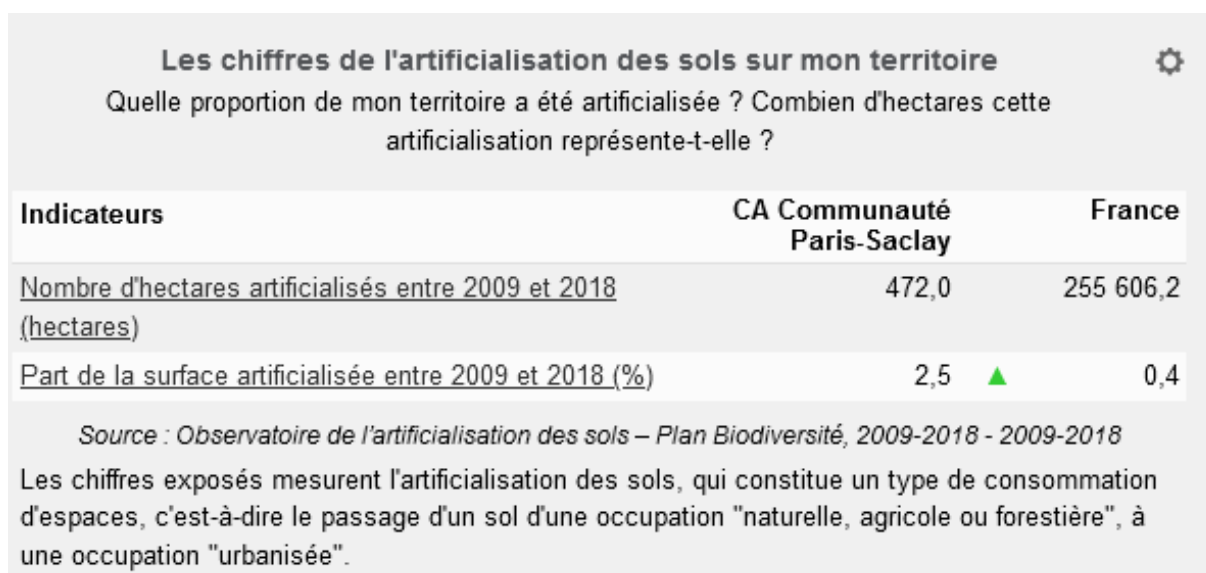 Les chiffres de l'artificialisation des sols sur mon territoire
Quelle proportion de mon territoire a été artificialisée ? Combien d'hectares cette
artificialisation représente-t-elle ?
Indicateurs CA Communauté Paris-Saclay France
Nombre d'hectares artificialisés entre 2009 et 2018 (hectares) 472,0 255 606,2
Part de la surface artificialisée entre 2009 et 2018 (%) 2,5 ▲ 0,4
Source : Observatoire de l'artificialisation des sols – Plan Biodiversité, 2009-2018 - 2009-2018
Les chiffres exposés mesurent l'artificialisation des sols, qui constitue un type de consommation
d'espaces, c'est-à-dire le passage d'un sol d'une occupation "naturelle, agricole ou forestière", à
une occupation "urbanisée".